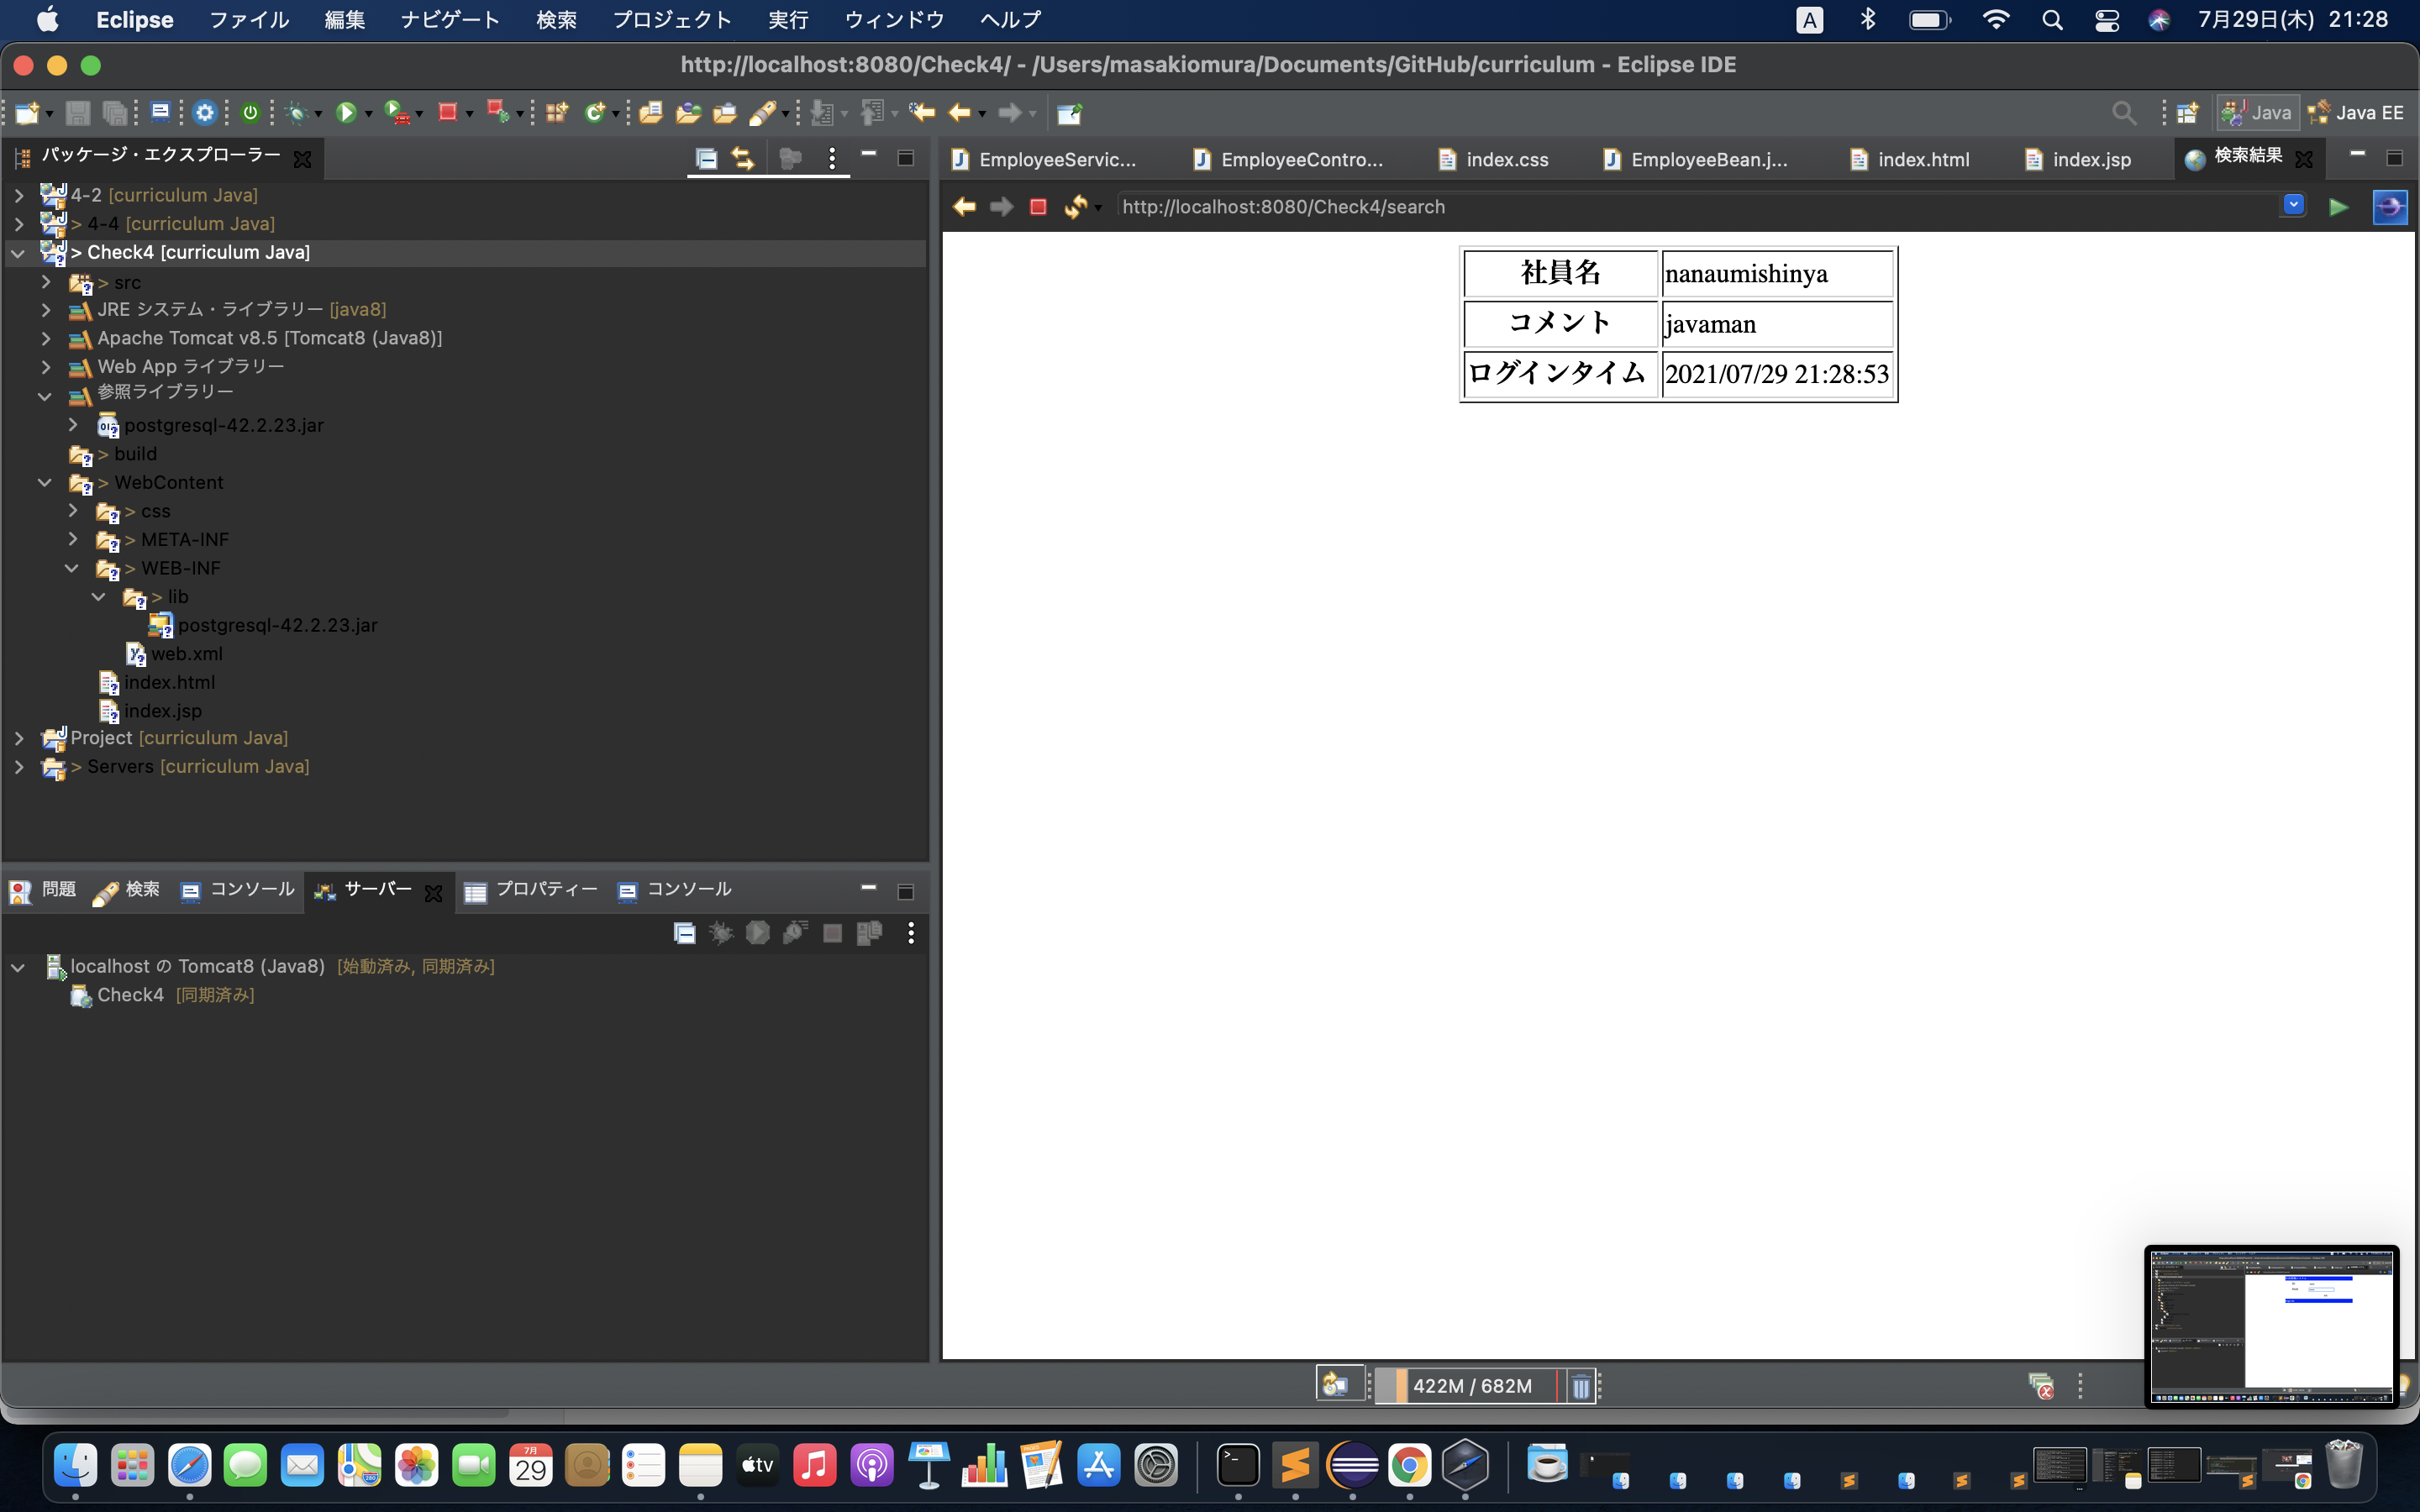 Eclipse ファイル 編集 ナビゲート 検索 プロジェクト 実行 ウィンドウ ヘルプ A 7月29日(木) 21:28
http://localhost:8080/Check4/ - /Users/masakiomura/Documents/GitHub/curriculum - Eclipse IDE
Java Java EE
パッケージ・エクスプローラー
4-2 [curriculum Java]
> 4-4 [curriculum Java]
> Check4 [curriculum Java]
> src
JRE システム・ライブラリー [java8]
Apache Tomcat v8.5 [Tomcat8 (Java8)]
Web App ライブラリー
参照ライブラリー
postgresql-42.2.23.jar
> build
> WebContent
> css
> META-INF
> WEB-INF
> lib
postgresql-42.2.23.jar
web.xml
index.html
index.jsp
Project [curriculum Java]
> Servers [curriculum Java]
問題 検索 コンソール サーバー プロパティー コンソール
localhost の Tomcat8 (Java8) [始動済み, 同期済み]
Check4 [同期済み]
EmployeeServic... EmployeeContro... index.css EmployeeBean.j... index.html index.jsp 検索結果
http://localhost:8080/Check4/search
社員名 nanaumishinya
コメント javaman
ログインタイム 2021/07/29 21:28:53
422M / 682M
7月
29
tv